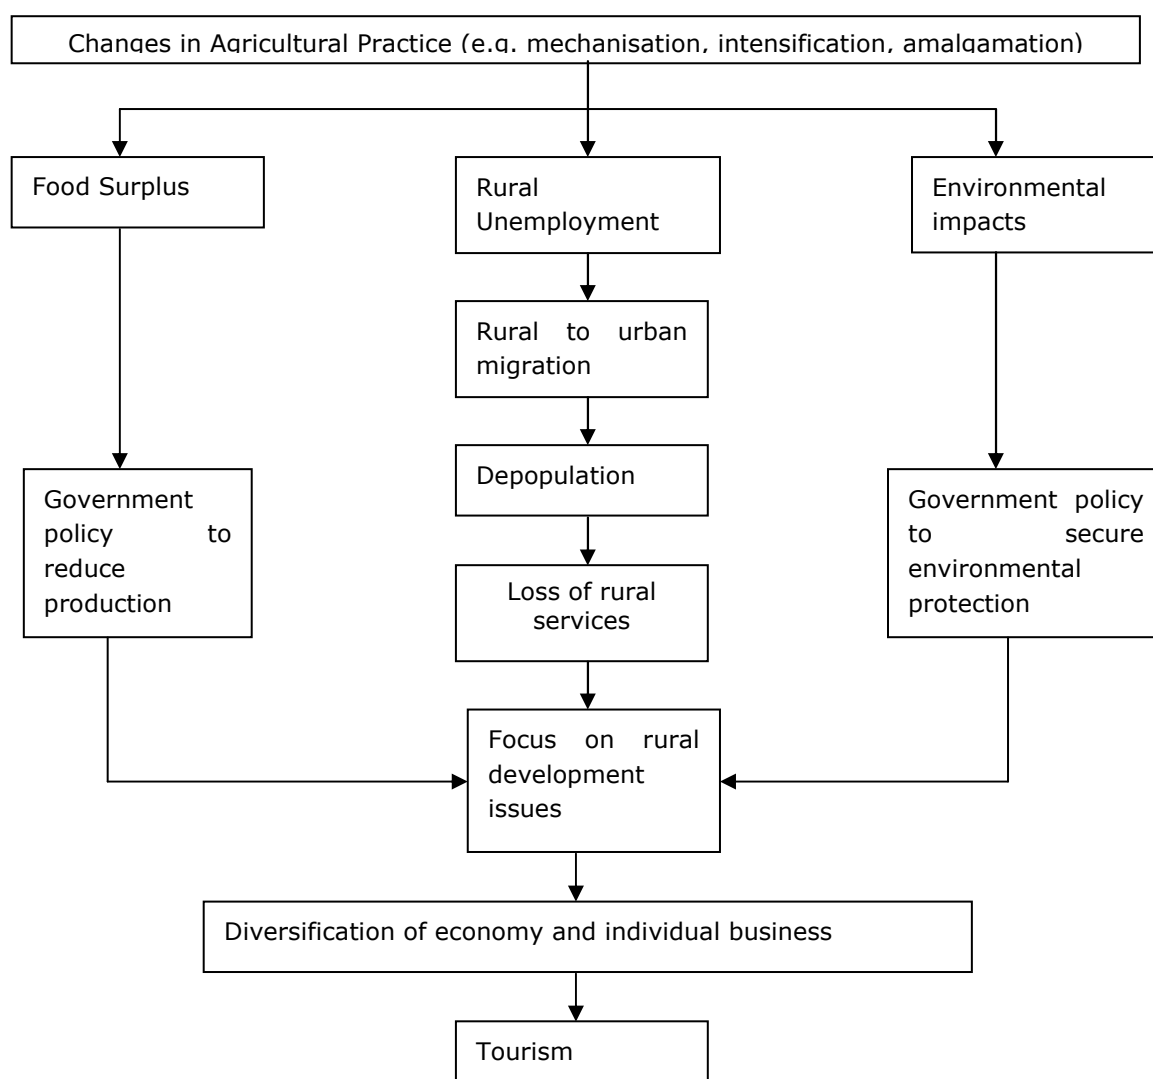 Changes in Agricultural Practice (e.g. mechanisation, intensification, amalgamation)
Food Surplus
Rural
Unemployment
Environmental
impacts
Rural to urban
migration
Depopulation
Government
policy to
reduce
production
Government policy
to secure
environmental
protection
Loss of rural
services
Focus on rural
development
issues
Diversification of economy and individual business
Tourism